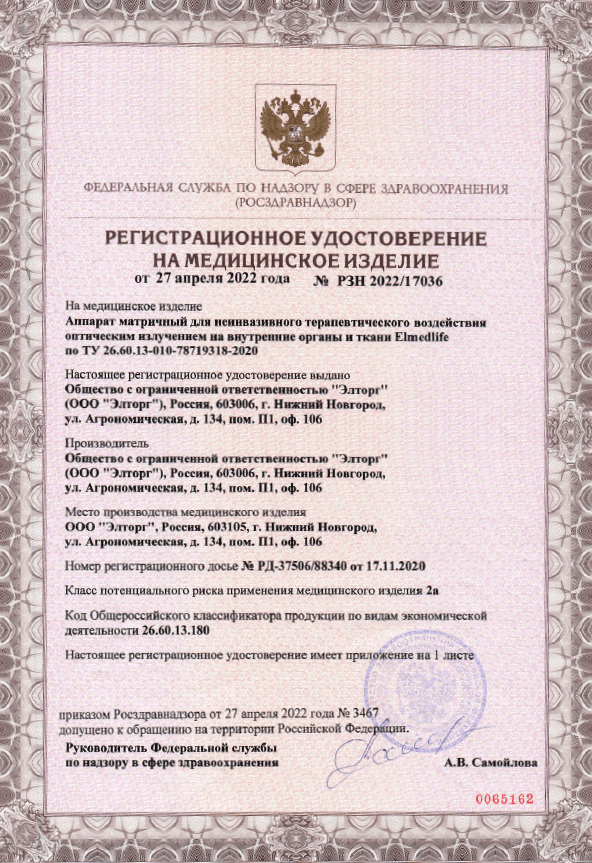 ФЕДЕРАЛЬНАЯ СЛУЖБА ПО НАДЗОРУ В СФЕРЕ ЗДРАВООХРАНЕНИЯ
(РОСЗДРАВНАДЗОР)
РЕГИСТРАЦИОННОЕ УДОСТОВЕРЕНИЕ
НА МЕДИЦИНСКОЕ ИЗДЕЛИЕ
от 27 апреля 2022 года № РЗН 2022/17036
На медицинское изделие
Аппарат матричный для неинвазивного терапевтического воздействия
оптическим излучением на внутренние органы и ткани Elmedlife
по ТУ 26.60.13-010-78719318-2020
Настоящее регистрационное удостоверение выдано
Общество с ограниченной ответственностью "Элторг"
(ООО "Элторг"), Россия, 603006, г. Нижний Новгород,
ул. Агрономическая, д. 134, пом. П1, оф. 106
Производитель
Общество с ограниченной ответственностью "Элторг"
(ООО "Элторг"), Россия, 603006, г. Нижний Новгород,
ул. Агрономическая, д. 134, пом. П1, оф. 106
Место производства медицинского изделия
ООО "Элторг", Россия, 603105, г. Нижний Новгород,
ул. Агрономическая, д. 134, пом. П1, оф. 106
Номер регистрационного досье № РД-37506/88340 от 17.11.2020
Класс потенциального риска применения медицинского изделия 2а
Код Общероссийского классификатора продукции по видам экономической
деятельности 26.60.13.180
Настоящее регистрационное удостоверение имеет приложение на 1 листе
приказом Росздравнадзора от 27 апреля 2022 года № 3467
допущено к обращению на территории Российской Федерации.
Руководитель Федеральной службы
по надзору в сфере здравоохранения А.В. Самойлова
0065162